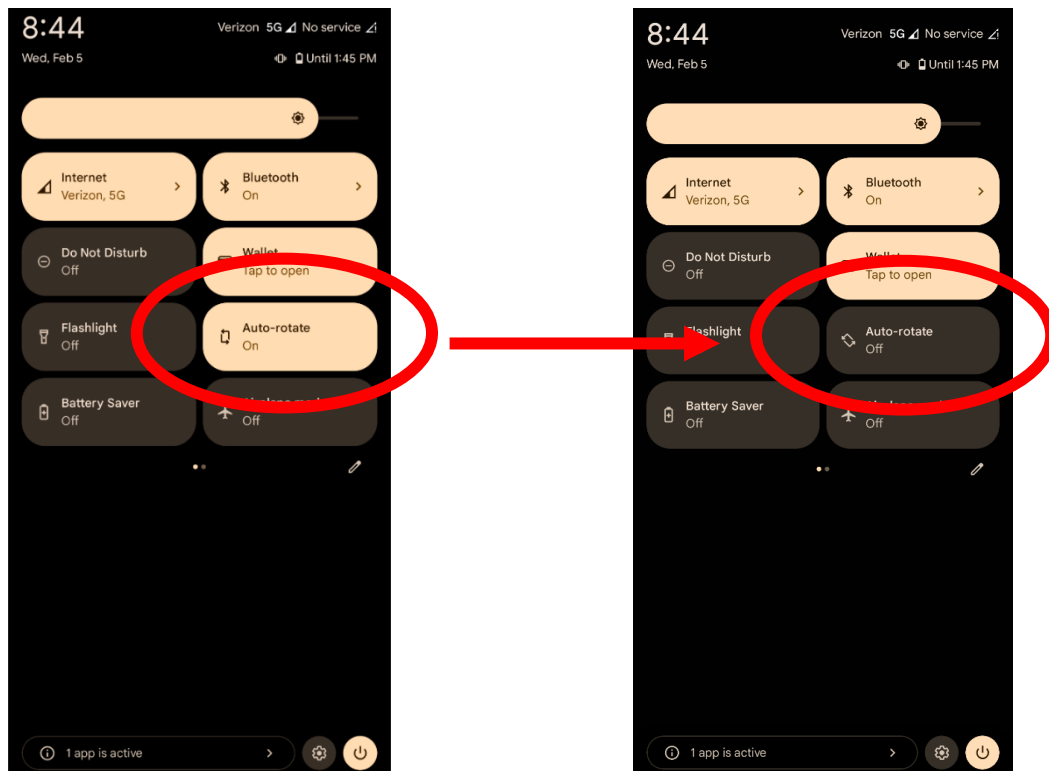 8:44
Verizon 5G No service
Wed, Feb 5
Until 1:45 PM
Internet
Verizon, 5G
Bluetooth
On
Do Not Disturb
Off
Wallet
Tap to open
Flashlight
Off
Auto-rotate
On
Battery Saver
Off
Off
1 app is active
8:44
Verizon 5G No service
Wed, Feb 5
Until 1:45 PM
Internet
Verizon, 5G
Bluetooth
On
Do Not Disturb
Off
Tap to open
Flashlight
Off
Auto-rotate
Off
Battery Saver
Off
Off
1 app is active